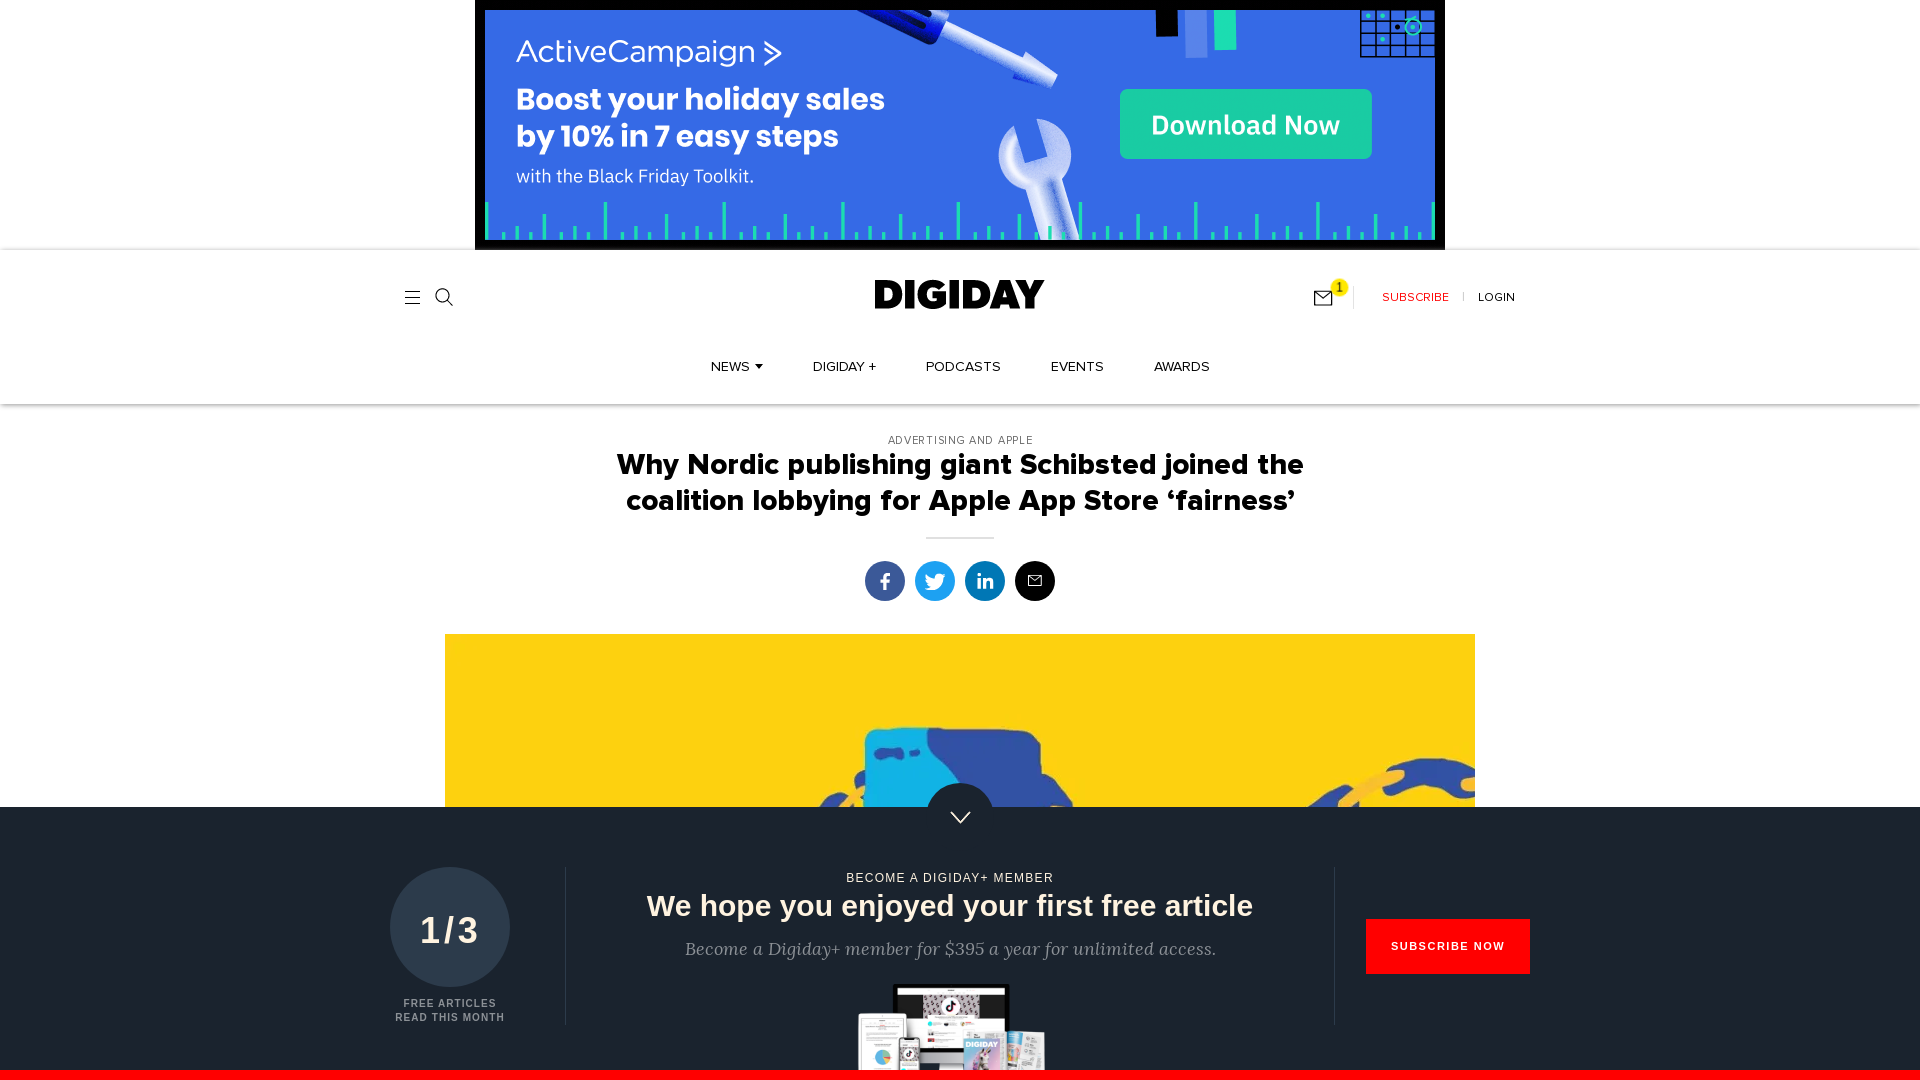 ActiveCampaign
Boost your holiday sales
by 10% in 7 easy steps
with the Black Friday Toolkit.
Download Now
DIGIDAY
1
SUBSCRIBE
LOGIN
NEWS
DIGIDAY +
PODCASTS
EVENTS
AWARDS
ADVERTISING AND APPLE
Why Nordic publishing giant Schibsted joined the
coalition lobbying for Apple App Store ‘fairness’
1/3
FREE ARTICLES
READ THIS MONTH
BECOME A DIGIDAY+ MEMBER
We hope you enjoyed your first free article
Become a Digiday+ member for $395 a year for unlimited access.
DIGIDAY
SUBSCRIBE NOW